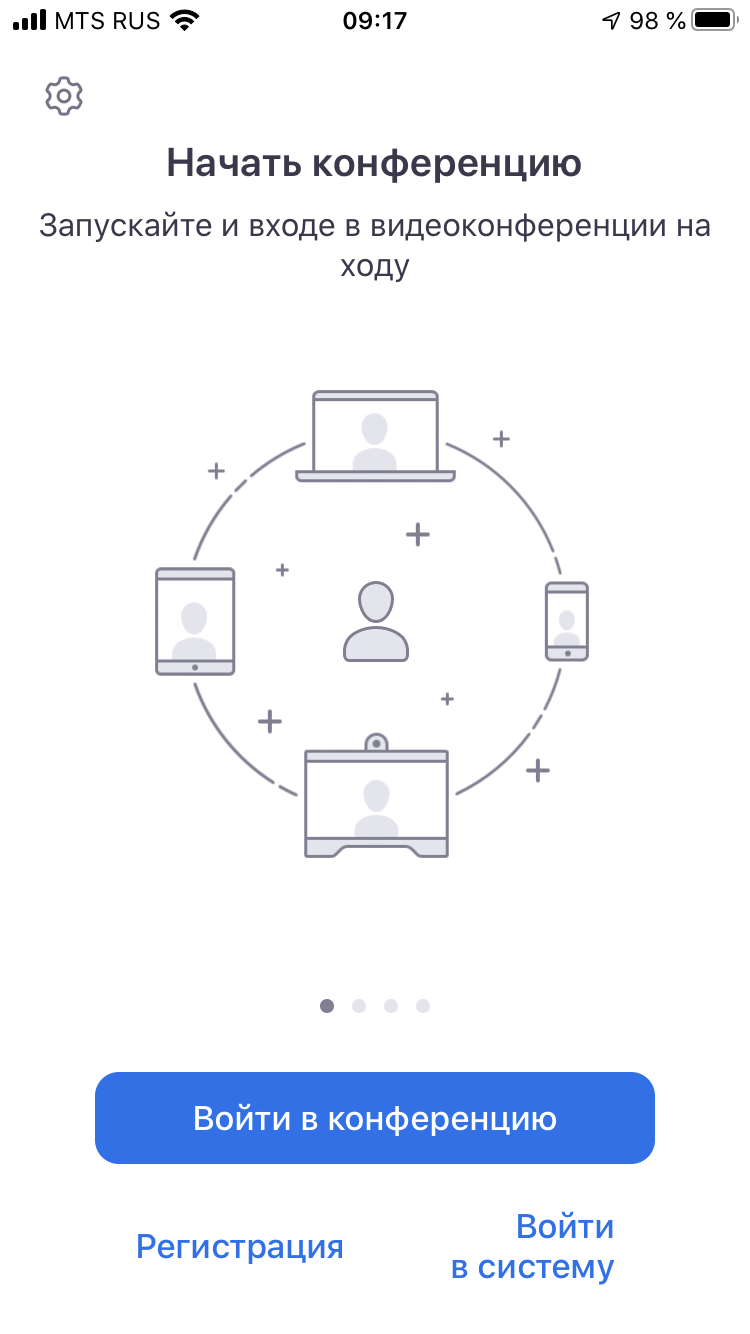 MTS RUS 09:17 98 %
Начать конференцию
Запускайте и входе в видеоконференции на
ходу
Войти в конференцию
Регистрация
Войти
в систему